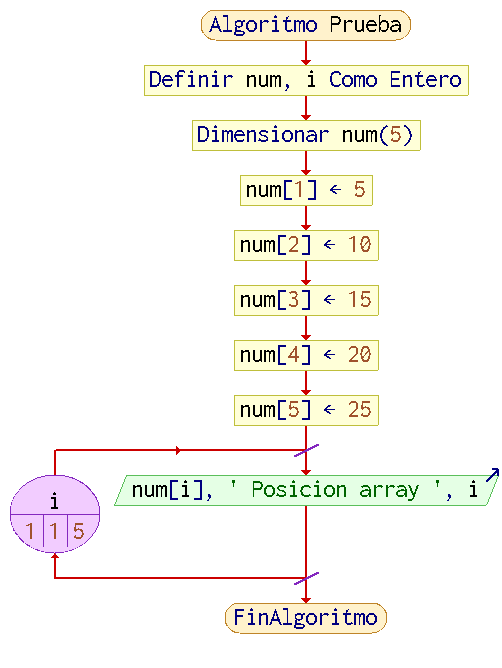 Algoritmo Prueba
Definir num, i Como Entero
Dimensionar num(5)
num[1] ← 5
num[2] ← 10
num[3] ← 15
num[4] ← 20
num[5] ← 25
num[i], ' Posicion array ', i
i
1 1 5
FinAlgoritmo